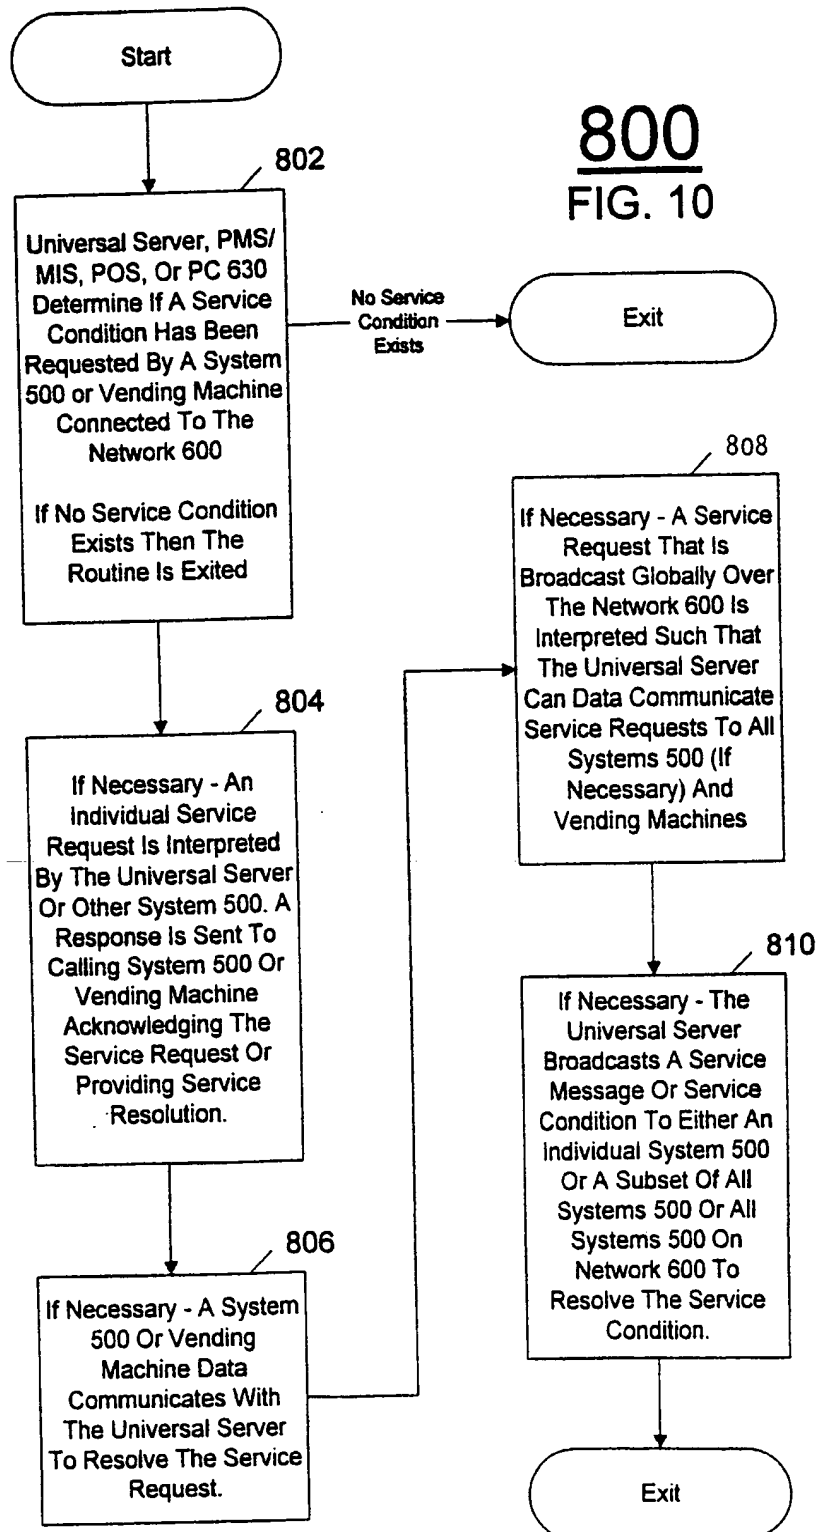 Start
800
FIG. 10
802
Universal Server, PMS/
MIS, POS, Or PC 630
Determine If A Service
Condition Has Been
Requested By A System
500 or Vending Machine
Connected To The
Network 600
If No Service Condition
Exists Then The
Routine Is Exited
No Service
Condition
Exists
Exit
804
If Necessary - An
Individual Service
Request Is Interpreted
By The Universal Server
Or Other System 500. A
Response Is Sent To
Calling System 500 Or
Vending Machine
Acknowledging The
Service Request Or
Providing Service
Resolution.
806
If Necessary - A System
500 Or Vending
Machine Data
Communicates With
The Universal Server
To Resolve The Service
Request.
808
If Necessary - A Service
Request That Is
Broadcast Globally Over
The Network 600 Is
Interpreted Such That
The Universal Server
Can Data Communicate
Service Requests To All
Systems 500 (If
Necessary) And
Vending Machines
810
If Necessary - The
Universal Server
Broadcasts A Service
Message Or Service
Condition To Either An
Individual System 500
Or A Subset Of All
Systems 500 Or All
Systems 500 On
Network 600 To
Resolve The Service
Condition.
Exit